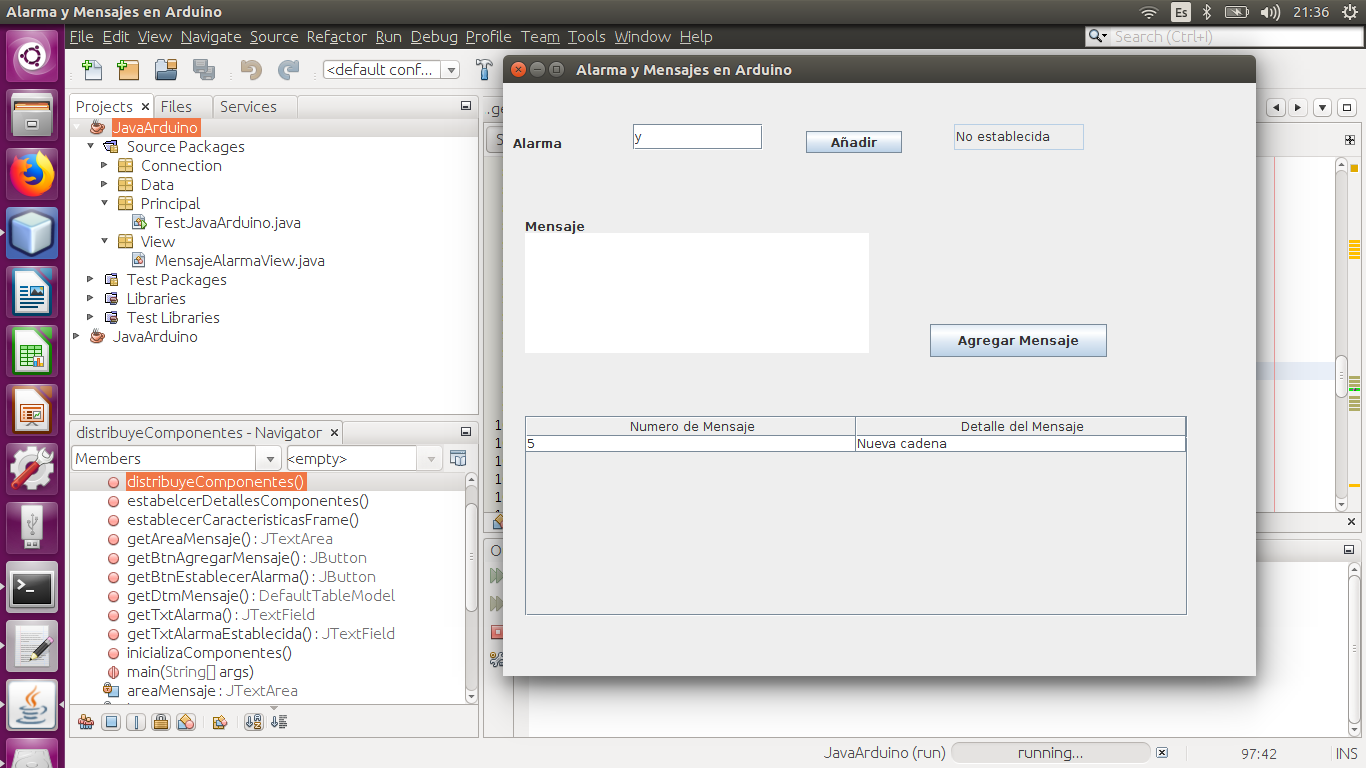 Alarma y Mensajes en Arduino
Es
21:36
File Edit View Navigate Source Refactor Run Debug Profile Team Tools Window Help
Search (Ctrl+I)
<default conf...
Alarma y Mensajes en Arduino
Projects Files Services
JavaArduino
Source Packages
Connection
Data
Principal
TestJavaArduino.java
View
MensajeAlarmaView.java
Test Packages
Libraries
Test Libraries
JavaArduino
Alarma
y
Añadir
No establecida
Mensaje
Agregar Mensaje
Numero de Mensaje Detalle del Mensaje
5 Nueva cadena
distribuyeComponentes - Navigator
Members
<empty>
distribuyeComponentes()
estabelcerDetallesComponentes()
establecerCaracteristicasFrame()
getAreaMensaje() : JTextArea
getBtnAgregarMensaje() : JButton
getBtnEstablecerAlarma() : JButton
getDtmMensaje() : DefaultTableModel
getTxtAlarma() : JTextField
getTxtAlarmaEstablecida() : JTextField
inicializaComponentes()
main(String[] args)
areaMensaje : JTextArea
JavaArduino (run)
running...
97:42
INS